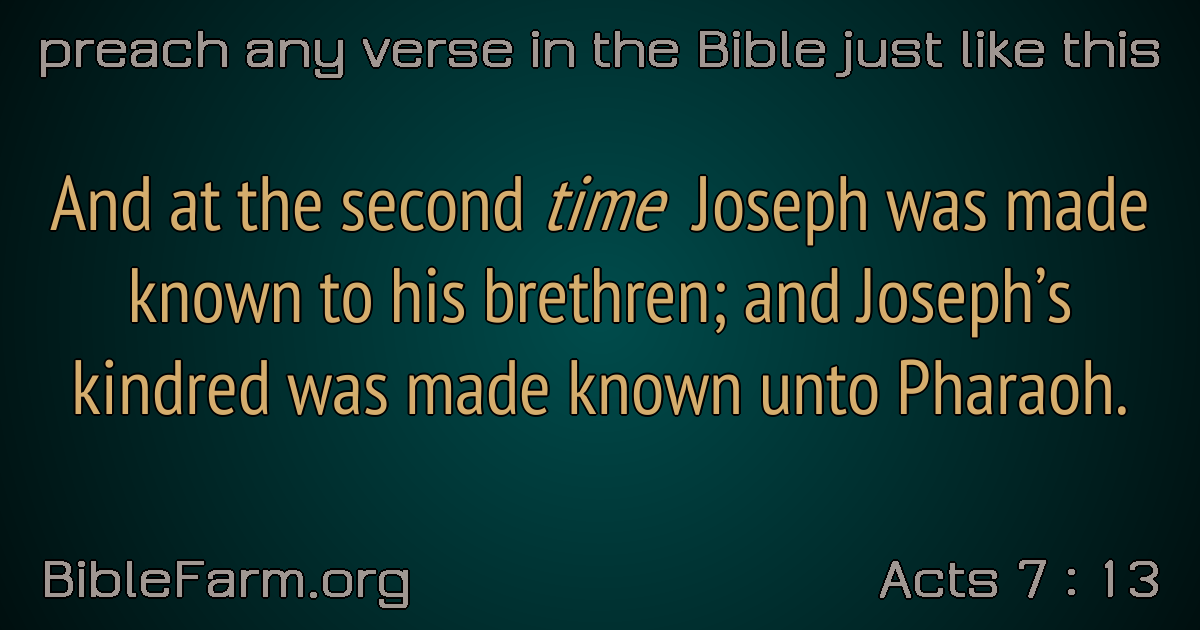 preach any verse in the Bible just like this
And at the second time Joseph was made
known to his brethren; and Joseph’s
kindred was made known unto Pharaoh.
BibleFarm.org
Acts 7 : 13